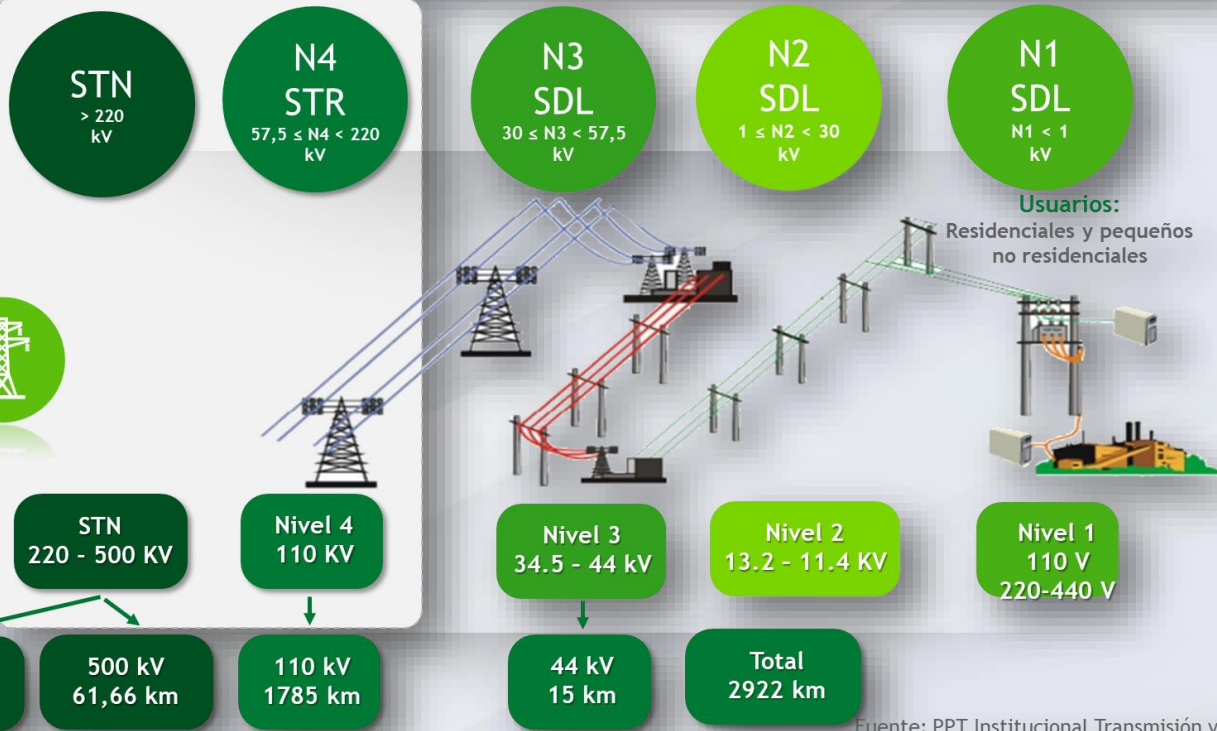 STN
> 220
kV
N4
STR
57,5 ≤ N4 < 220
kV
N3
SDL
30 ≤ N3 < 57,5
kV
N2
SDL
1 ≤ N2 < 30
kV
N1
SDL
N1 < 1
kV
Usuarios:
Residenciales y pequeños
no residenciales
STN
220 - 500 KV
Nivel 4
110 KV
Nivel 3
34.5 - 44 kV
Nivel 2
13.2 - 11.4 KV
Nivel 1
110 V
220-440 V
500 kV
61,66 km
110 kV
1785 km
44 kV
15 km
Total
2922 km
Fuente: PPT Institucional Transmisión y